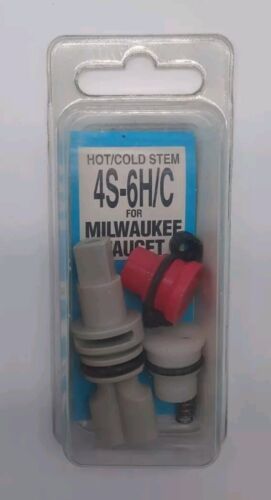 HOT/COLD STEM
4S-6H/C
FOR
MILWAUKEE
AUCET